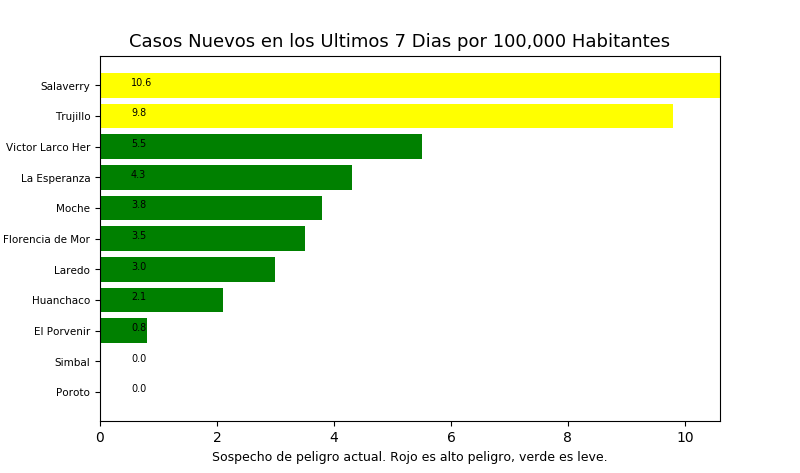 Casos Nuevos en los Ultimos 7 Dias por 100,000 Habitantes
Salaverry 10.6
Trujillo 9.8
Victor Larco Her 5.5
La Esperanza 4.3
Moche 3.8
Florencia de Mor 3.5
Laredo 3.0
Huanchaco 2.1
El Porvenir 0.8
Simbal 0.0
Poroto 0.0
0 2 4 6 8 10
Sospecho de peligro actual. Rojo es alto peligro, verde es leve.